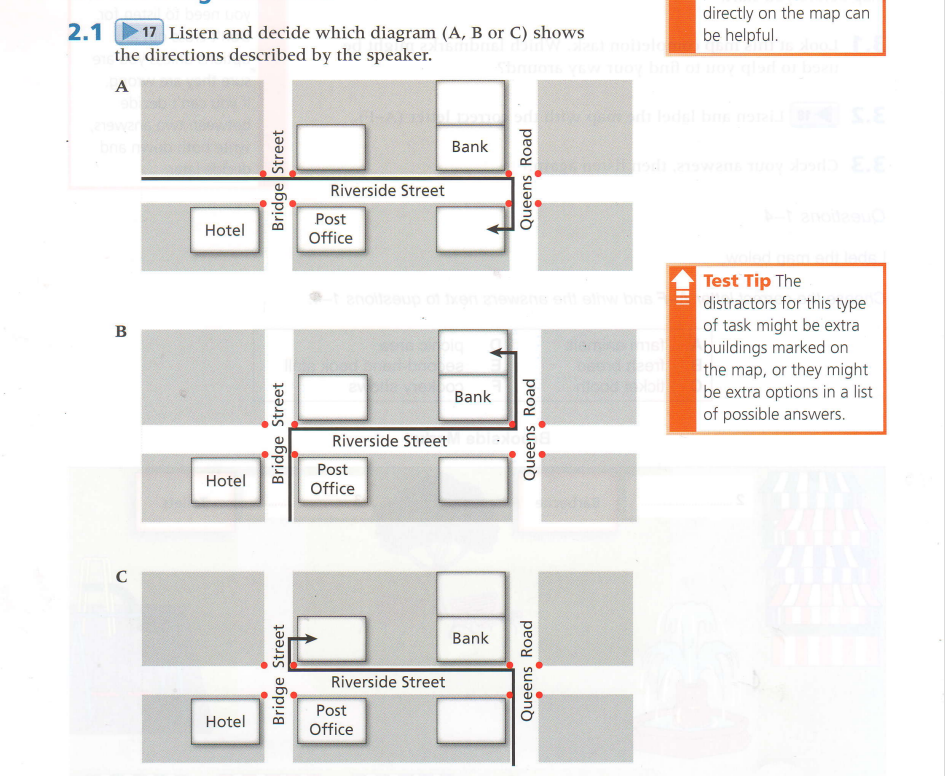 directly on the map can
be helpful.
2.1 17 Listen and decide which diagram (A, B or C) shows
the directions described by the speaker.
A
Bank
Bridge Street
Riverside Street
Queens Road
Hotel
Post
Office
Test Tip The
distractors for this type
of task might be extra
buildings marked on
the map, or they might
be extra options in a list
of possible answers.
B
Bank
Bridge Street
Riverside Street
Queens Road
Hotel
Post
Office
C
Bank
Bridge Street
Riverside Street
Queens Road
Hotel
Post
Office